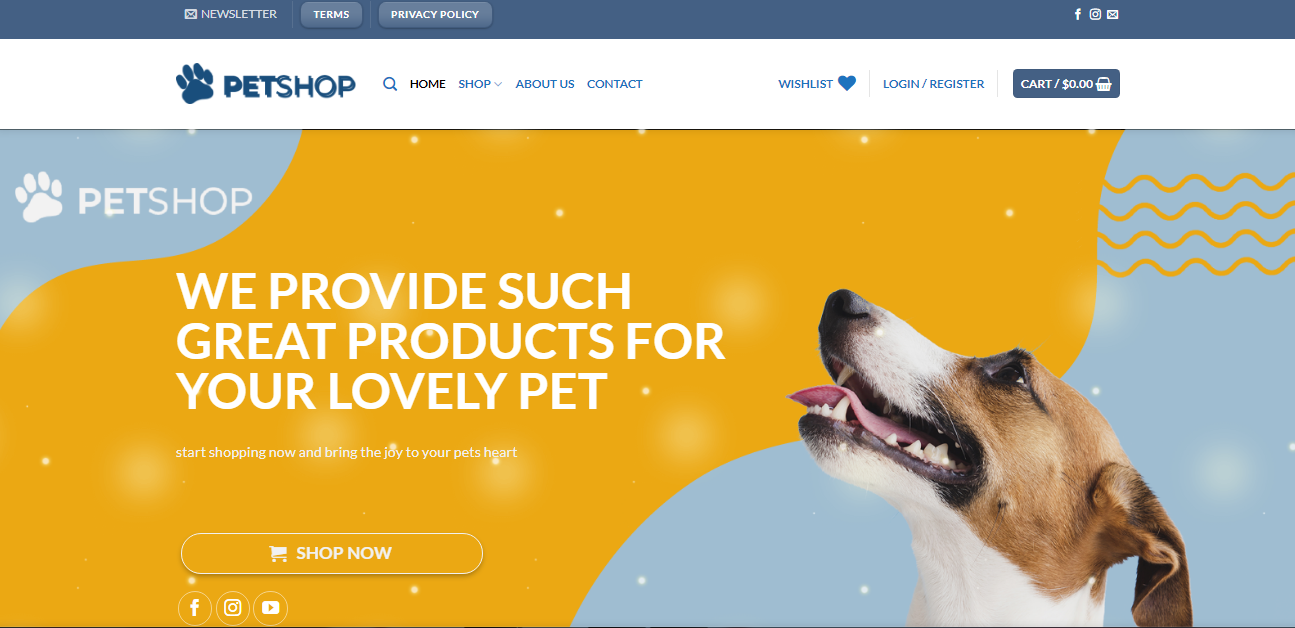 NEWSLETTER
TERMS
PRIVACY POLICY
PETSHOP
HOME
SHOP
ABOUT US
CONTACT
WISHLIST
LOGIN / REGISTER
CART / $0.00
PETSHOP
WE PROVIDE SUCH
GREAT PRODUCTS FOR
YOUR LOVELY PET
start shopping now and bring the joy to your pets heart
SHOP NOW